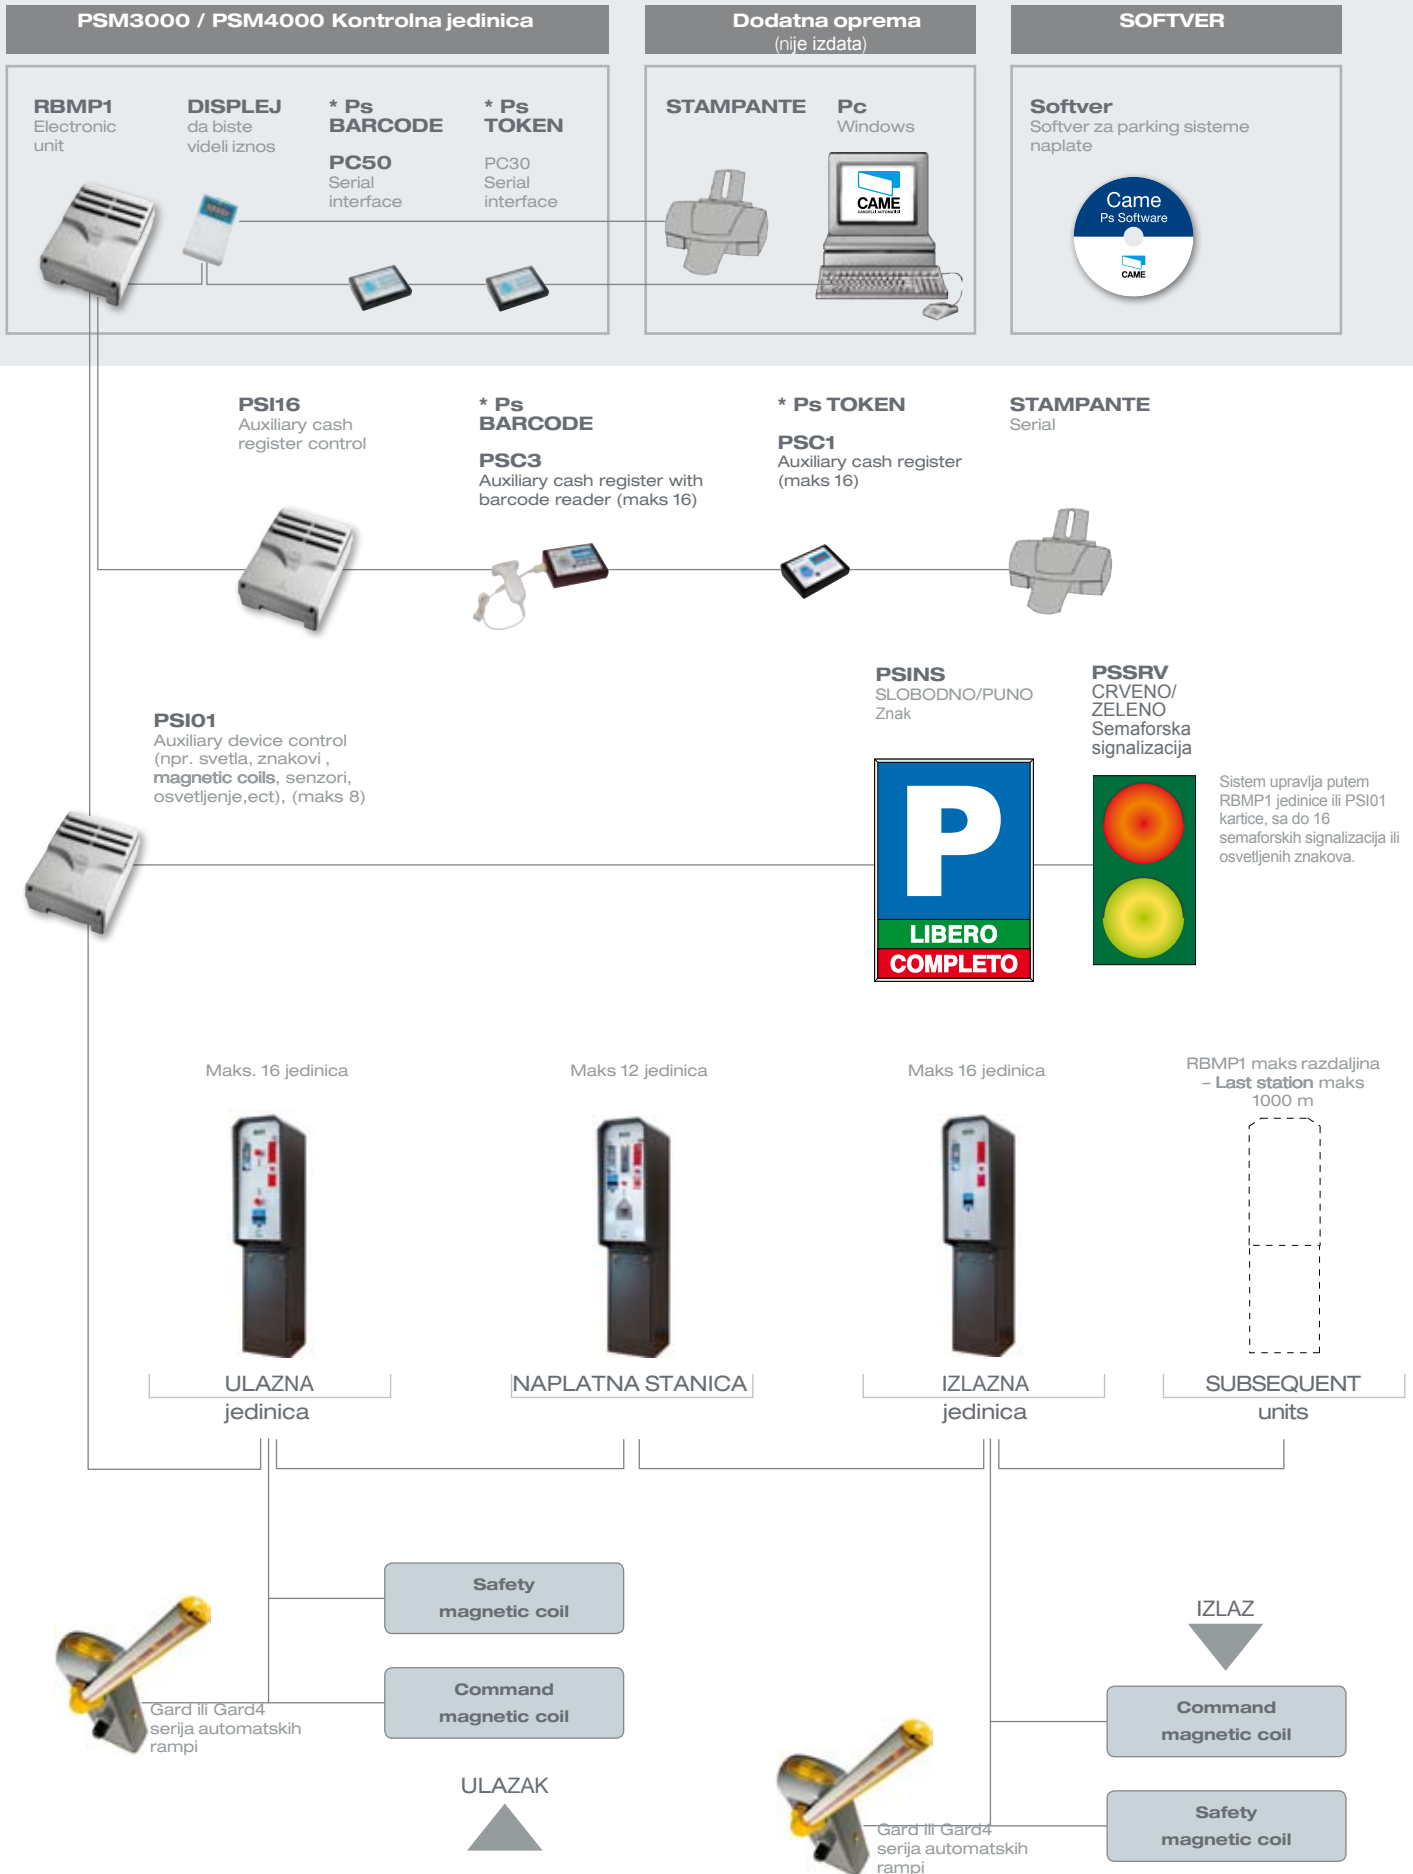 PSM3000 / PSM4000 Kontrolna jedinica
Dodatna oprema
(nije izdata)
SOFTVER
RBMP1
Electronic
unit
DISPLEJ
da biste
videli iznos
* Ps
BARCODE
PC50
Serial
interface
* Ps
TOKEN
PC30
Serial
interface
STAMPANTE
Pc
Windows
CAME
CANCELLI AUTOMATICI
Softver
Softver za parking sisteme
naplate
Came
Ps Software
CAME
PSI16
Auxiliary cash
register control
* Ps
BARCODE
PSC3
Auxiliary cash register with
barcode reader (maks 16)
* Ps TOKEN
PSC1
Auxiliary cash register
(maks 16)
STAMPANTE
Serial
PSI01
Auxiliary device control
(npr. svetla, znakovi ,
magnetic coils, senzori,
osvetljenje,ect), (maks 8)
PSINS
SLOBODNO/PUNO
Znak
P
LIBERO
COMPLETO
PSSRV
CRVENO/
ZELENO
Semaforska
signalizacija
Sistem upravlja putem
RBMP1 jedinice ili PSI01
kartice, sa do 16
semaforskih signalizacija ili
osvetljenih znakova.
Maks. 16 jedinica
Maks 12 jedinica
Maks 16 jedinica
RBMP1 maks razdaljina
– Last station maks
1000 m
ULAZNA
jedinica
NAPLATNA STANICA
IZLAZNA
jedinica
SUBSEQUENT
units
Safety
magnetic coil
Command
magnetic coil
Gard ili Gard4
serija automatskih
rampi
ULAZAK
IZLAZ
Command
magnetic coil
Safety
magnetic coil
Gard ili Gard4
serija automatskih
rampi